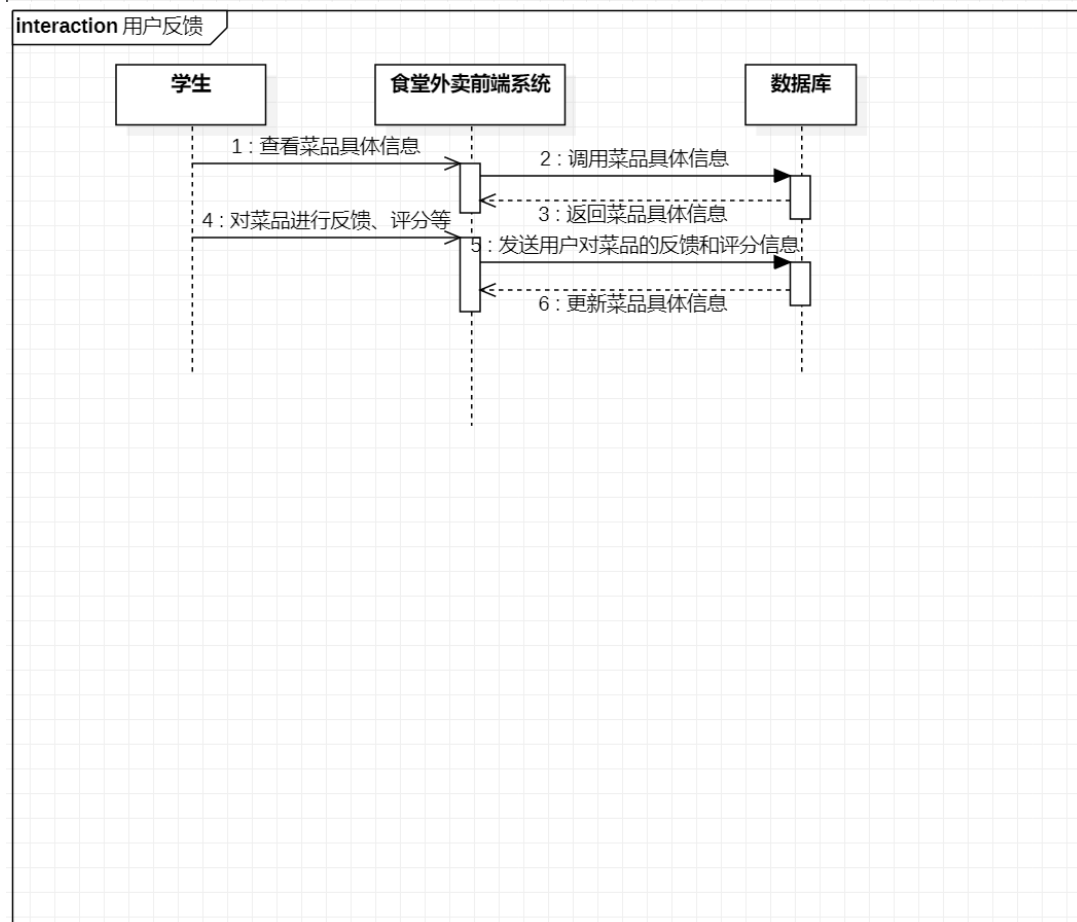 interaction 用户反馈
学生
食堂外卖前端系统
数据库
1 : 查看菜品具体信息
2 : 调用菜品具体信息
3 : 返回菜品具体信息
4 : 对菜品进行反馈、评分等
5 : 发送用户对菜品的反馈和评分信息
6 : 更新菜品具体信息